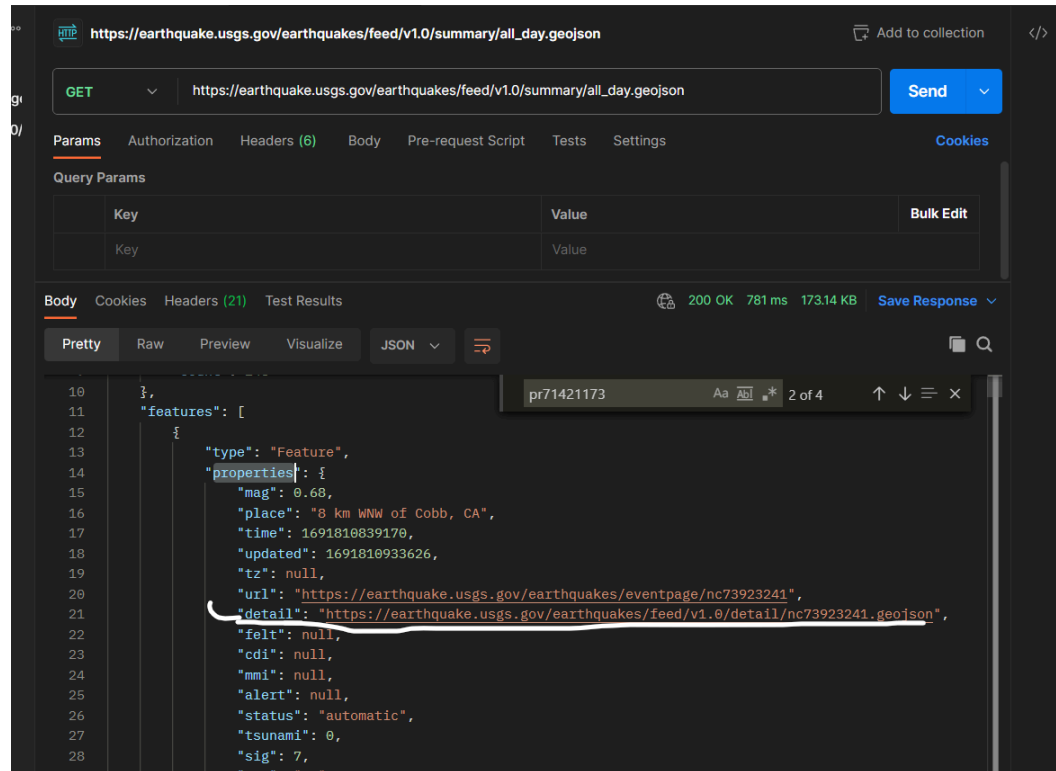 HTTP https://earthquake.usgs.gov/earthquakes/feed/v1.0/summary/all_day.geojson Add to collection </>
GET https://earthquake.usgs.gov/earthquakes/feed/v1.0/summary/all_day.geojson Send
0/
Params Authorization Headers (6) Body Pre-request Script Tests Settings Cookies
Query Params
Key Value Bulk Edit
Key Value
Body Cookies Headers (21) Test Results 200 OK 781 ms 173.14 KB Save Response
Pretty Raw Preview Visualize JSON
pr71421173 Aa Abl .* 2 of 4
10 },
11 "features": [
12 {
13 "type": "Feature",
14 "properties": {
15 "mag": 0.68,
16 "place": "8 km WNW of Cobb, CA",
17 "time": 1691810839170,
18 "updated": 1691810933626,
19 "tz": null,
20 "url": "https://earthquake.usgs.gov/earthquakes/eventpage/nc73923241",
21 "detail": "https://earthquake.usgs.gov/earthquakes/feed/v1.0/detail/nc73923241.geojson",
22 "felt": null,
23 "cdi": null,
24 "mmi": null,
25 "alert": null,
26 "status": "automatic",
27 "tsunami": 0,
28 "sig": 7,